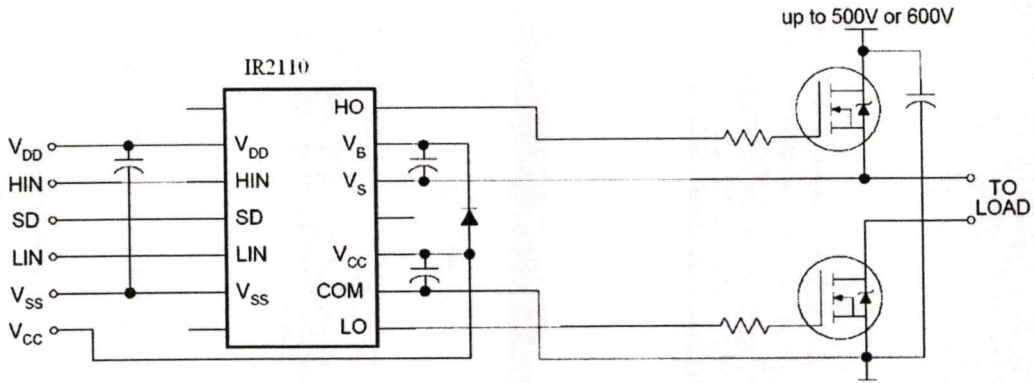 up to 500V or 600V
IR2110
HO
V_DD
V_DD
V_B
HIN
HIN
V_S
SD
SD
TO
LOAD
LIN
LIN
V_CC
V_SS
V_SS
COM
V_CC
LO